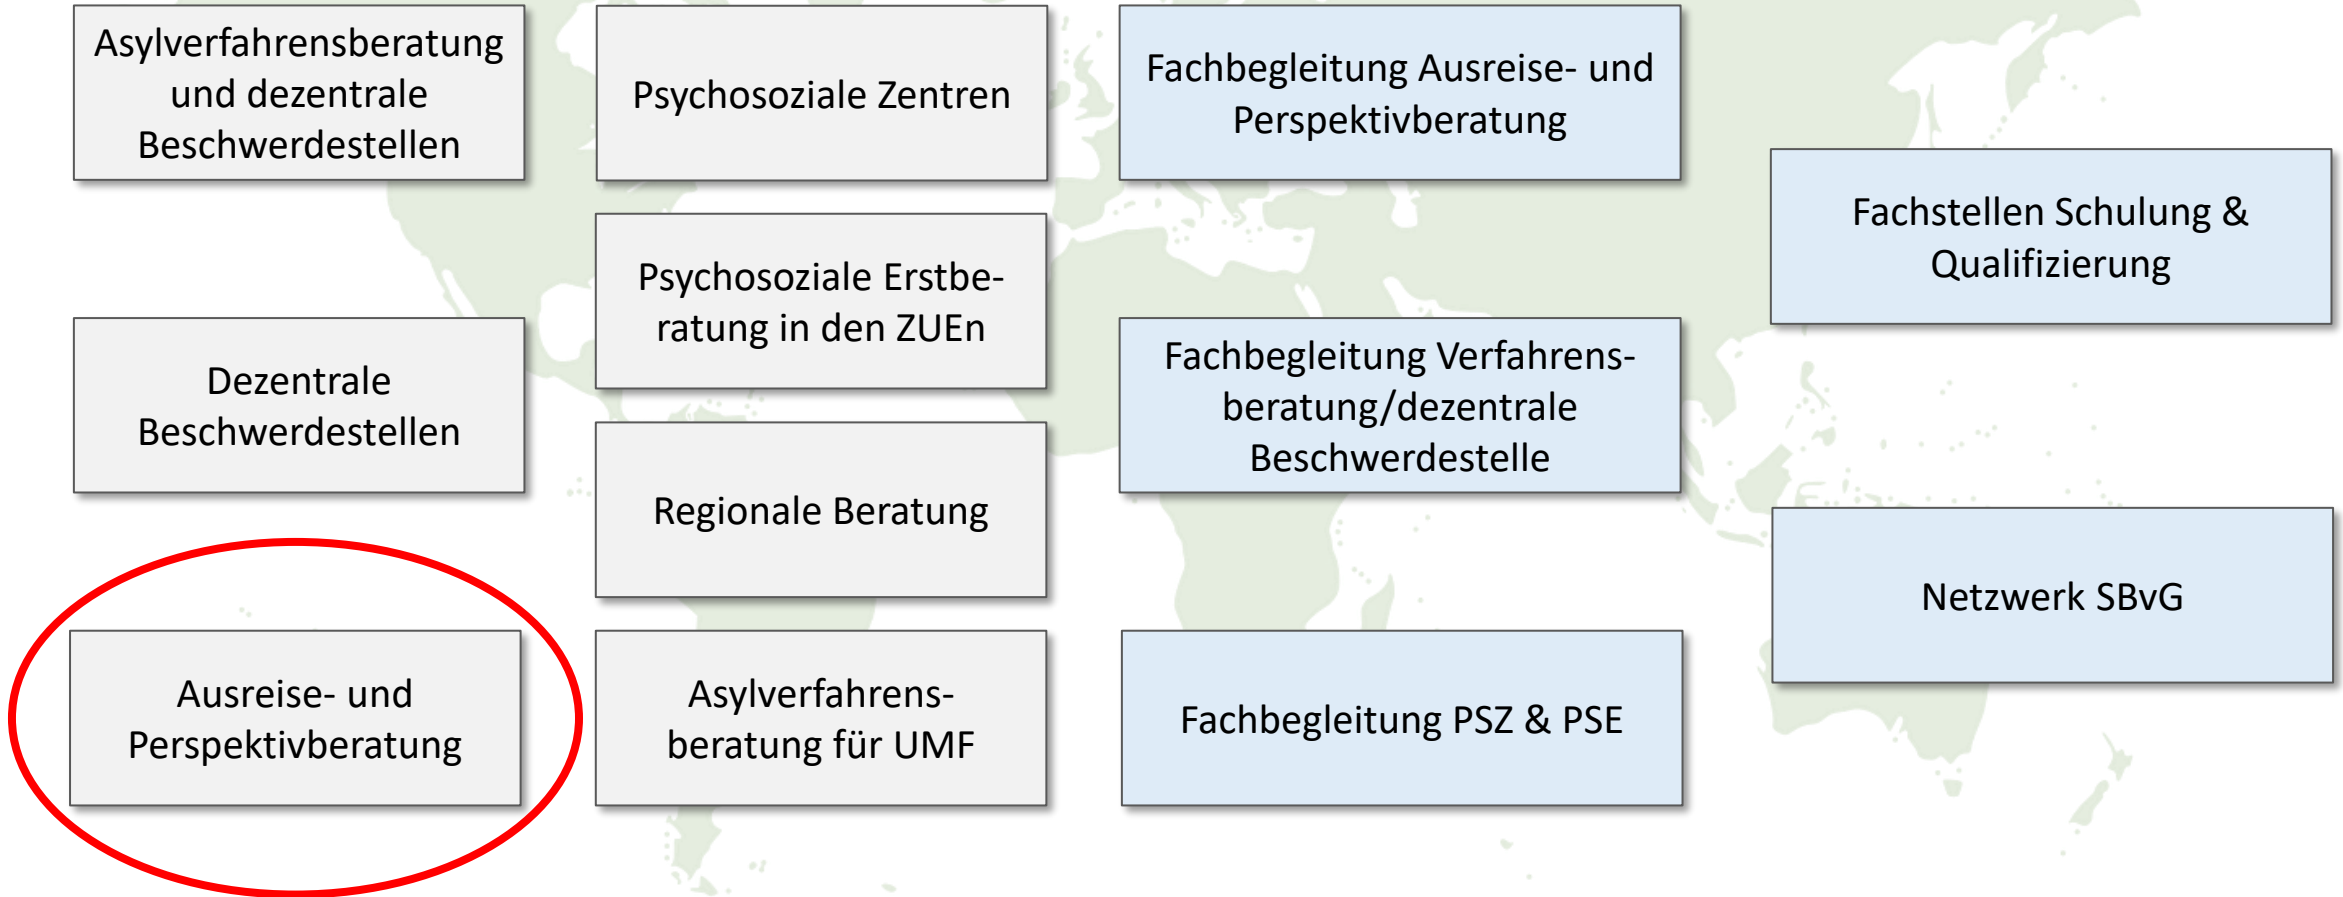 Asylverfahrensberatung
und dezentrale
Beschwerdestellen
Dezentrale
Beschwerdestellen
Ausreise- und
Perspektivberatung
Psychosoziale Zentren
Psychosoziale Erstbe-
ratung in den ZUEn
Regionale Beratung
Asylverfahrens-
beratung für UMF
Fachbegleitung Ausreise- und
Perspektivberatung
Fachbegleitung Verfahrens-
beratung/dezentrale
Beschwerdestelle
Fachbegleitung PSZ & PSE
Fachstellen Schulung &
Qualifizierung
Netzwerk SBvG